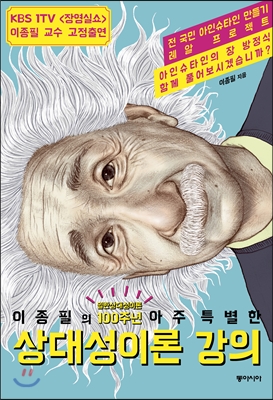 KBS 1TV <장영실쇼>
이종필 교수 고정출연
전 국민 아인슈타인 만들기
레알 프로젝트
아인슈타인의 장 방정식
함께 풀어보시겠습니까?
이종필 지음
일반상대성이론
이종필의 100주년 아주 특별한
상대성이론 강의
동아시아